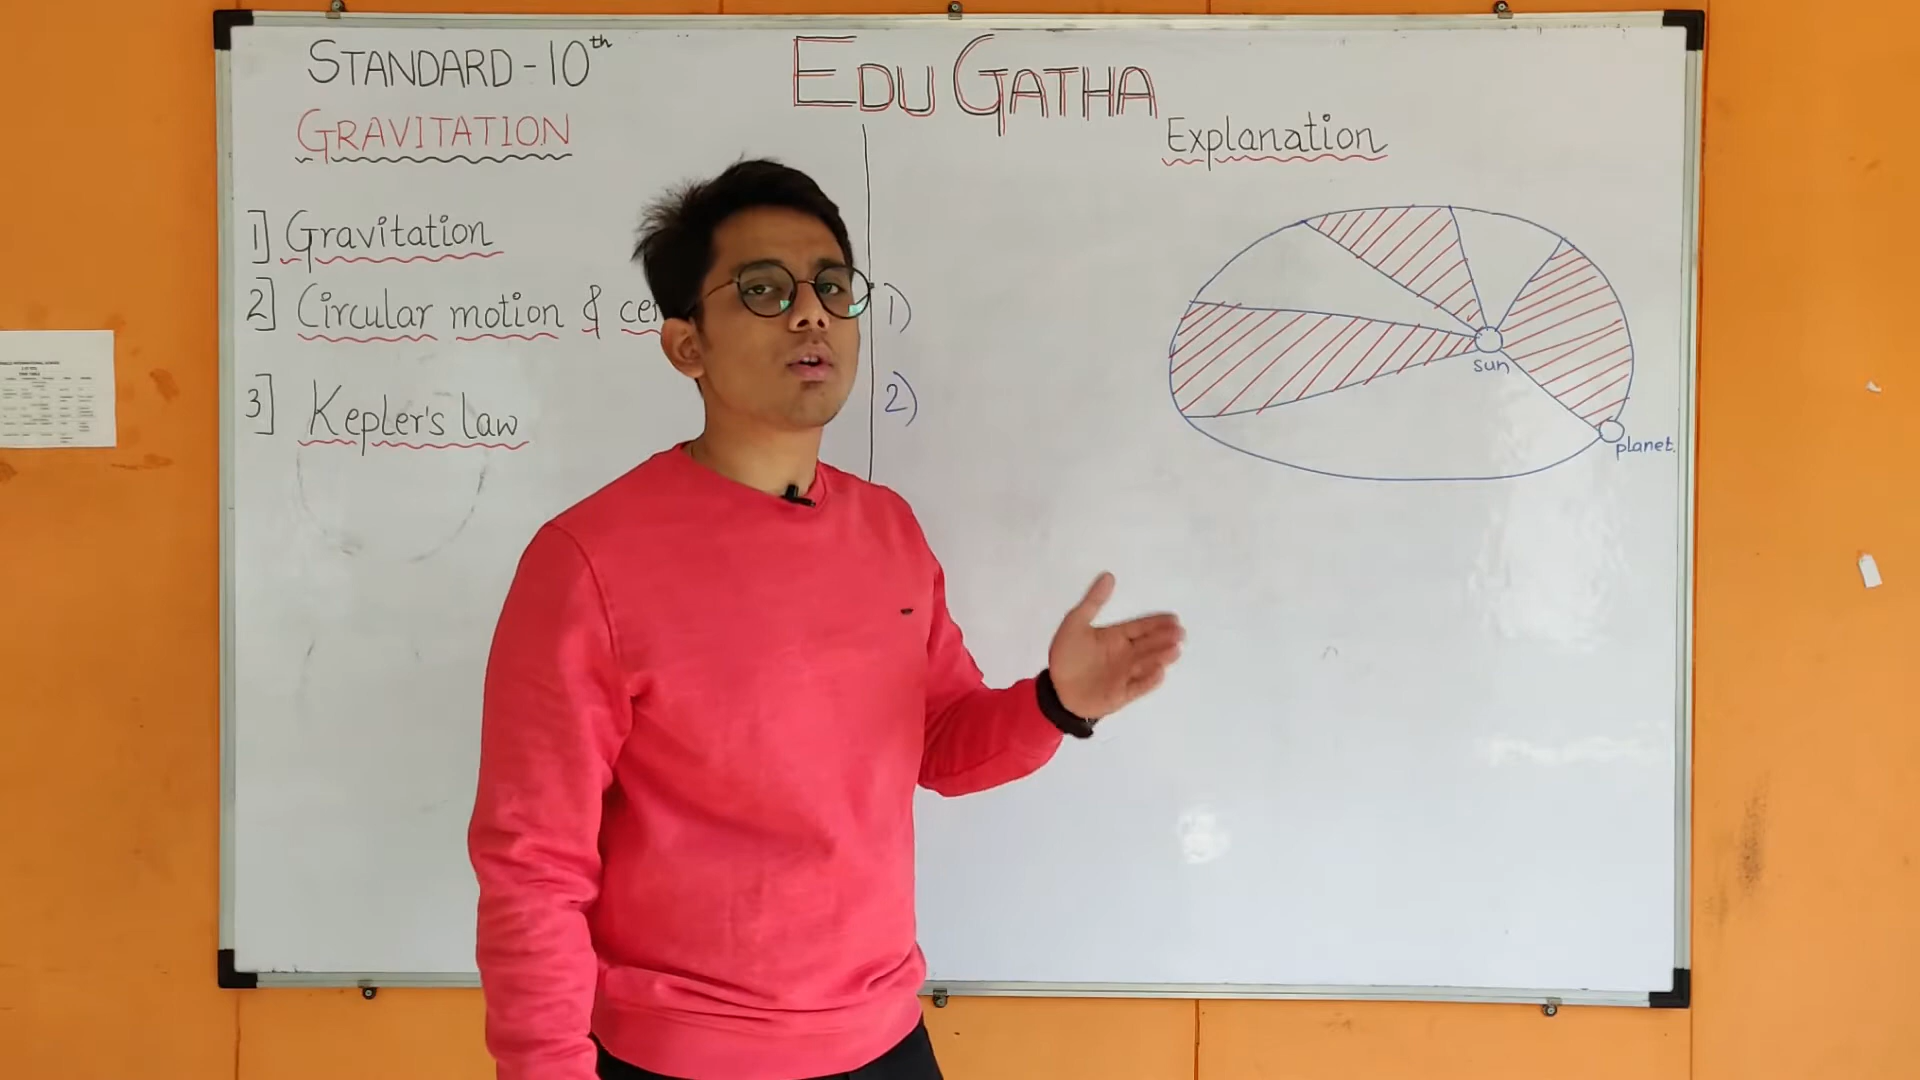 STANDARD - 10th
EDU GATHA
GRAVITATION
Explanation
1] Gravitation
2] Circular motion &
3] Kepler's law
1)
2)
sun
planet.